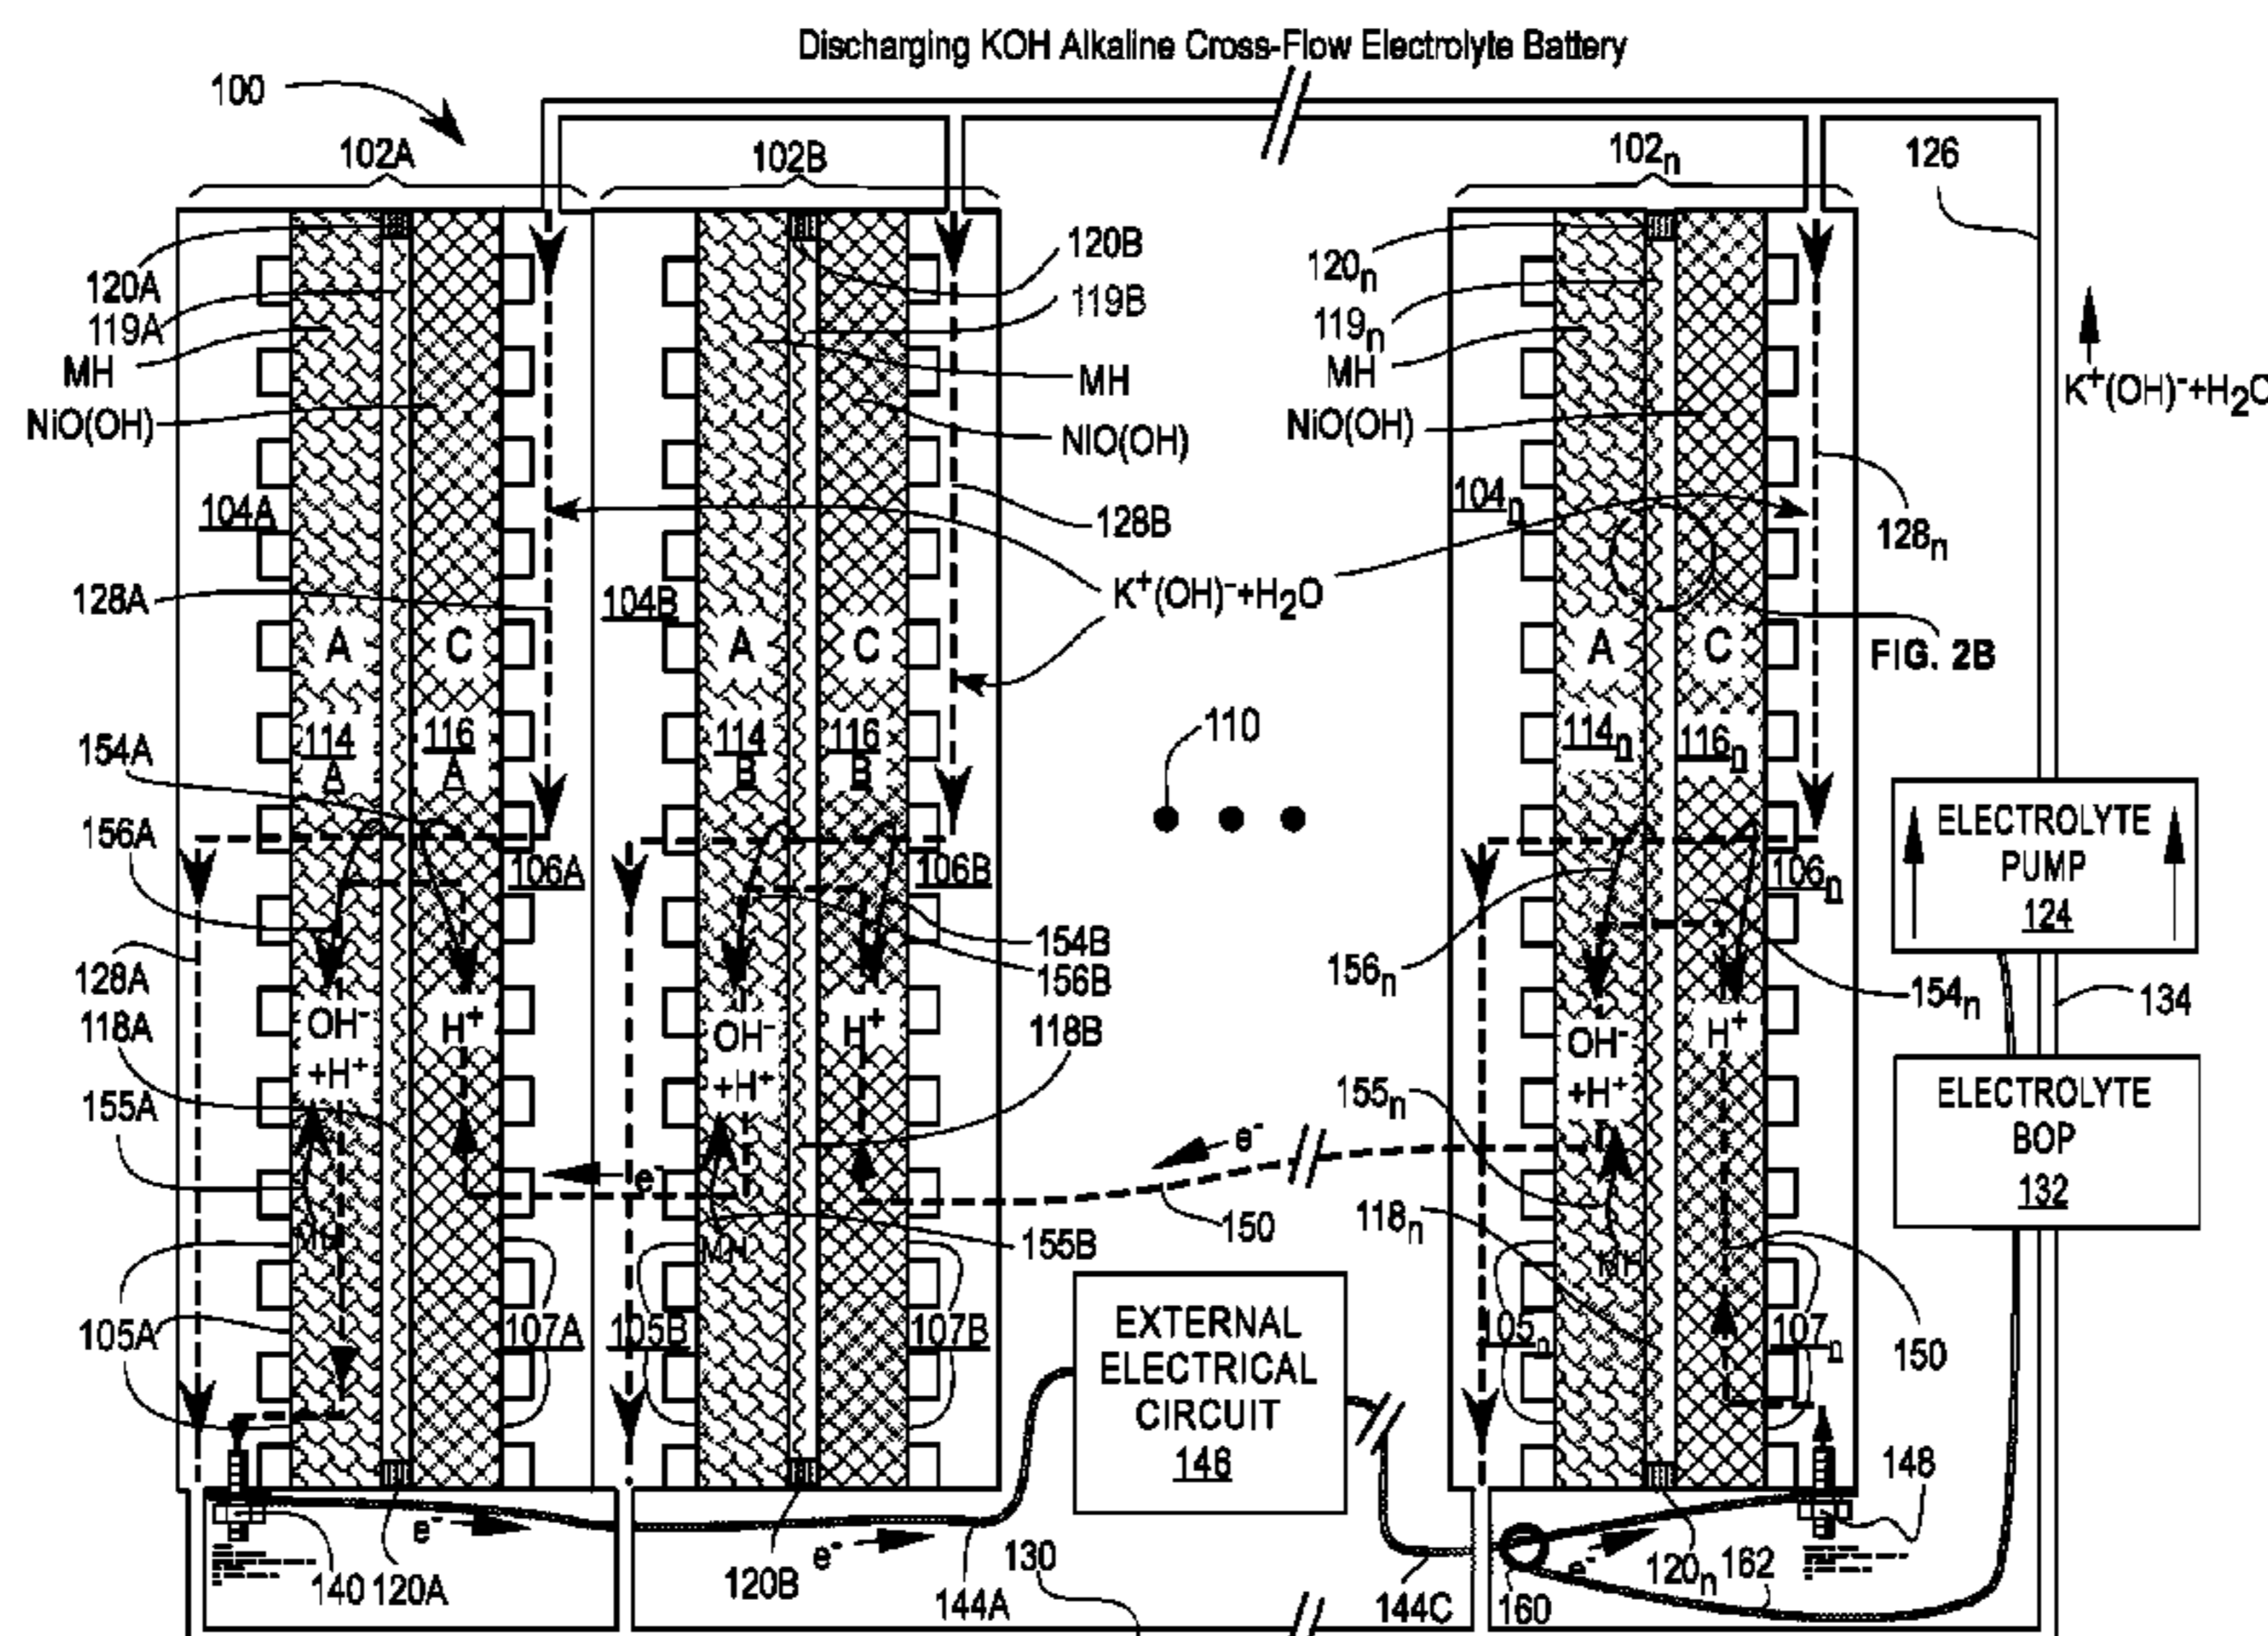 Discharging KOH Alkaline Cross-Flow Electrolyte Battery
100
102A
102B
102n
126
120A
119A
MH
NiO(OH)
120B
119B
MH
NIO(OH)
120n
119n
MH
NiO(OH)
K+(OH)-+H2O
104A
128B
104n
128n
128A
104B
K+(OH)-+H2O
A
C
A
C
A
C
FIG. 2B
154A
114
A
116
A
114
B
116
B
110
114n
116n
156A
106A
106B
106n
ELECTROLYTE
PUMP
124
128A
118A
154B
156B
156n
154n
134
OH-
+H+
H+
OH-
+H+
H+
118B
OH-
+H+
H+
155A
155n
ELECTROLYTE
BOP
132
e-
e-
MH
MH
155B
150
118n
MH
105A
107A
105B
107B
EXTERNAL
ELECTRICAL
CIRCUIT
146
105n
107n
150
148
e-
e-
e-
140
120A
120B
144A
130
144C
160
120n
162